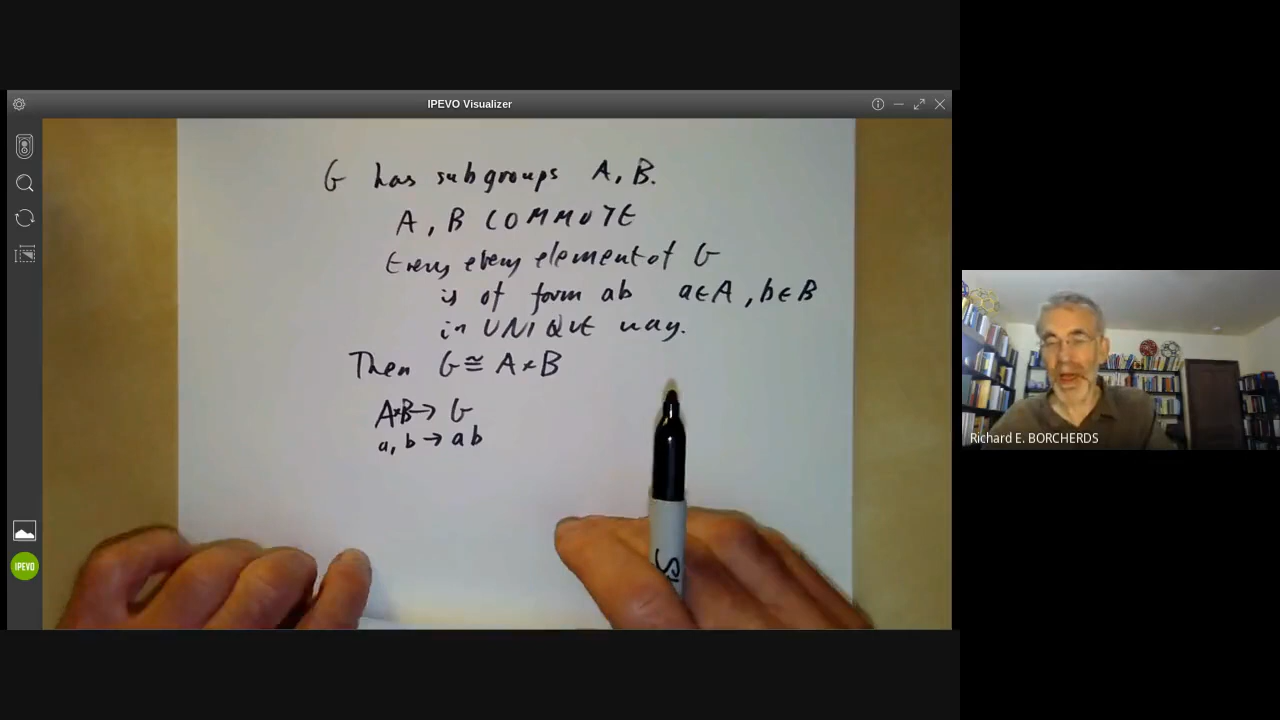 IPEVO Visualizer
G has subgroups A, B.
A, B COMMUTE
Every every element of G
is of form ab a∈A, b∈B
in UNIQUE way.
Then G ≅ A×B
A×B → G
a, b → ab
IPEVO
Richard E. BORCHERDS